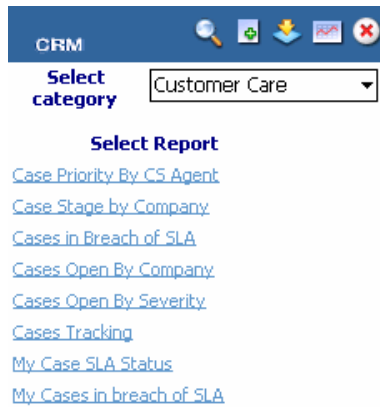 CRM
Select category
Customer Care
Select Report
Case Priority By CS Agent
Case Stage by Company
Cases in Breach of SLA
Cases Open By Company
Cases Open By Severity
Cases Tracking
My Case SLA Status
My Cases in breach of SLA